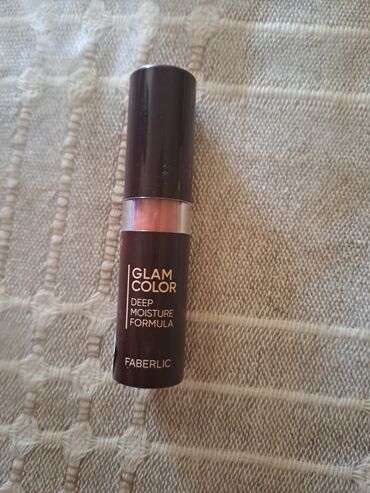 GLAM
COLOR
DEEP
MOISTURE
FORMULA
FABERLIC